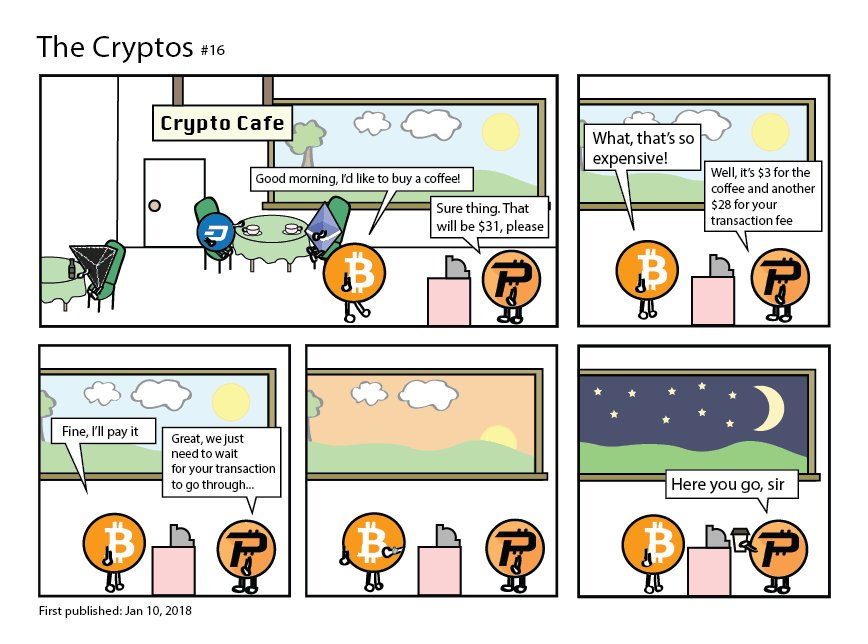 The Cryptos #16
Crypto Cafe
Good morning, I'd like to buy a coffee!
Sure thing. That
will be $31, please
What, that's so
expensive!
Well, it's $3 for the
coffee and another
$28 for your
transaction fee
Fine, I'll pay it
Great, we just
need to wait
for your transaction
to go through...
Here you go, sir
First published: Jan 10, 2018